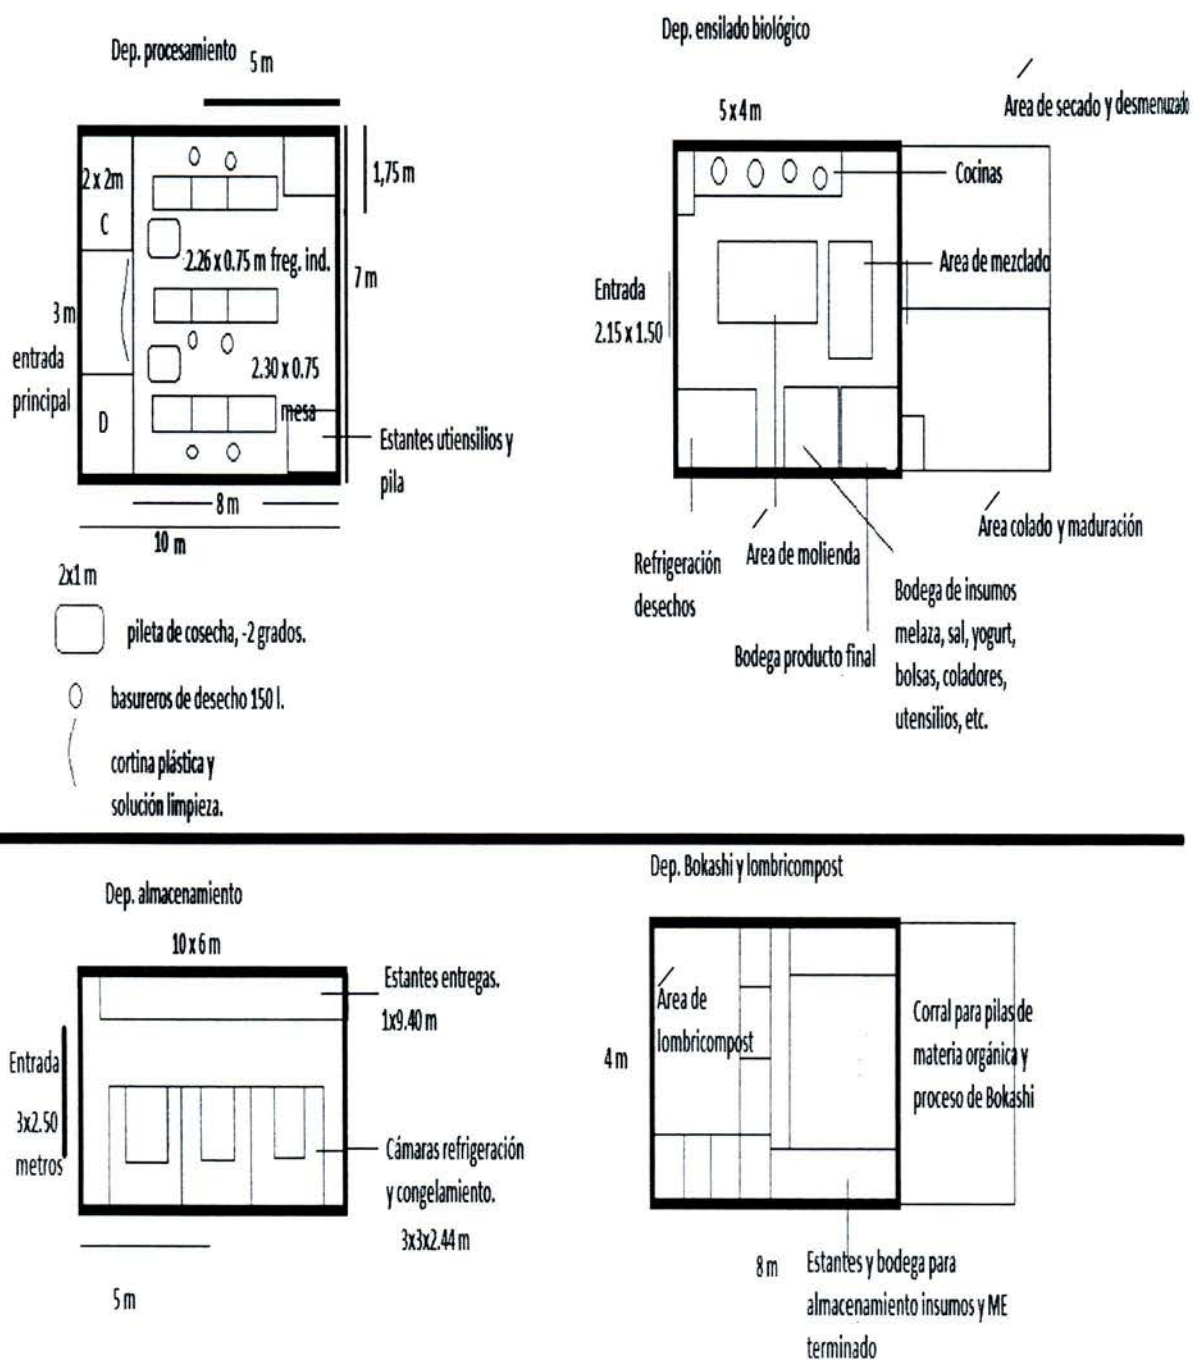 Dep. procesamiento
5 m
2 x 2m
C
1,75 m
2.26 x 0.75 m freg. ind.
7 m
3 m
entrada
principal
2.30 x 0.75
mesa
D
Estantes utiensilios y
pila
8 m
10 m
2x1 m
pileta de cosecha, -2 grados.
basureros de desecho 150 l.
cortina plástica y
solución limpieza.
Dep. ensilado biológico
5 x 4 m
Area de secado y desmenuzado
Cocinas
Area de mezclado
Entrada
2.15 x 1.50
Area colado y maduración
Refrigeración
desechos
Area de molienda
Bodega producto final
Bodega de insumos
melaza, sal, yogurt,
bolsas, coladores,
utensilios, etc.
Dep. almacenamiento
10 x 6 m
Estantes entregas.
1x9.40 m
Entrada
3x2.50
metros
Cámaras refrigeración
y congelamiento.
3x3x2.44 m
5 m
Dep. Bokashi y lombricompost
Área de
lombricompost
4 m
Corral para pilas de
materia orgánica y
proceso de Bokashi
8 m
Estantes y bodega para
almacenamiento insumos y ME
terminado